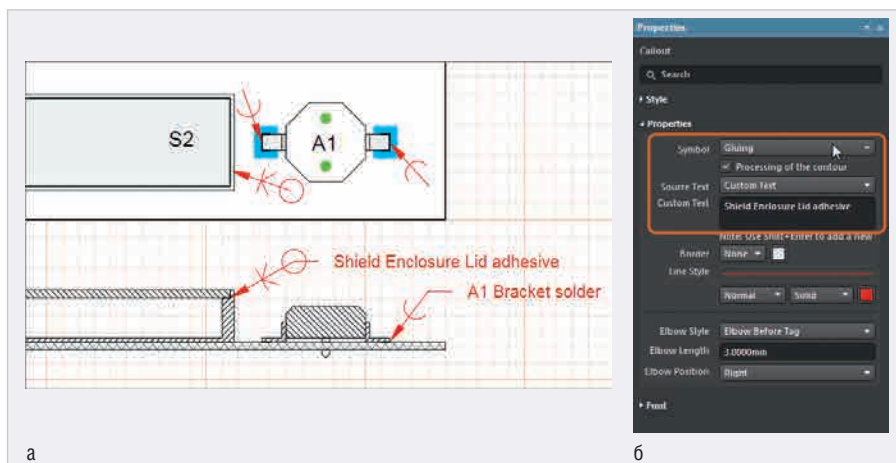 S2
A1
Shield Enclosure Lid adhesive
A1 Bracket solder
а
Properties
Callout
Search
Style
Properties
Symbol Gluing
Processing of the contour
Source Text Custom Text
Custom Text Shield Enclosure Lid adhesive
Note: Use Shift+Enter to add a new
Border None
Line Style
Normal Solid
Elbow Style Elbow Before Tag
Elbow Length 3.0000mm
Elbow Position Right
Font
б